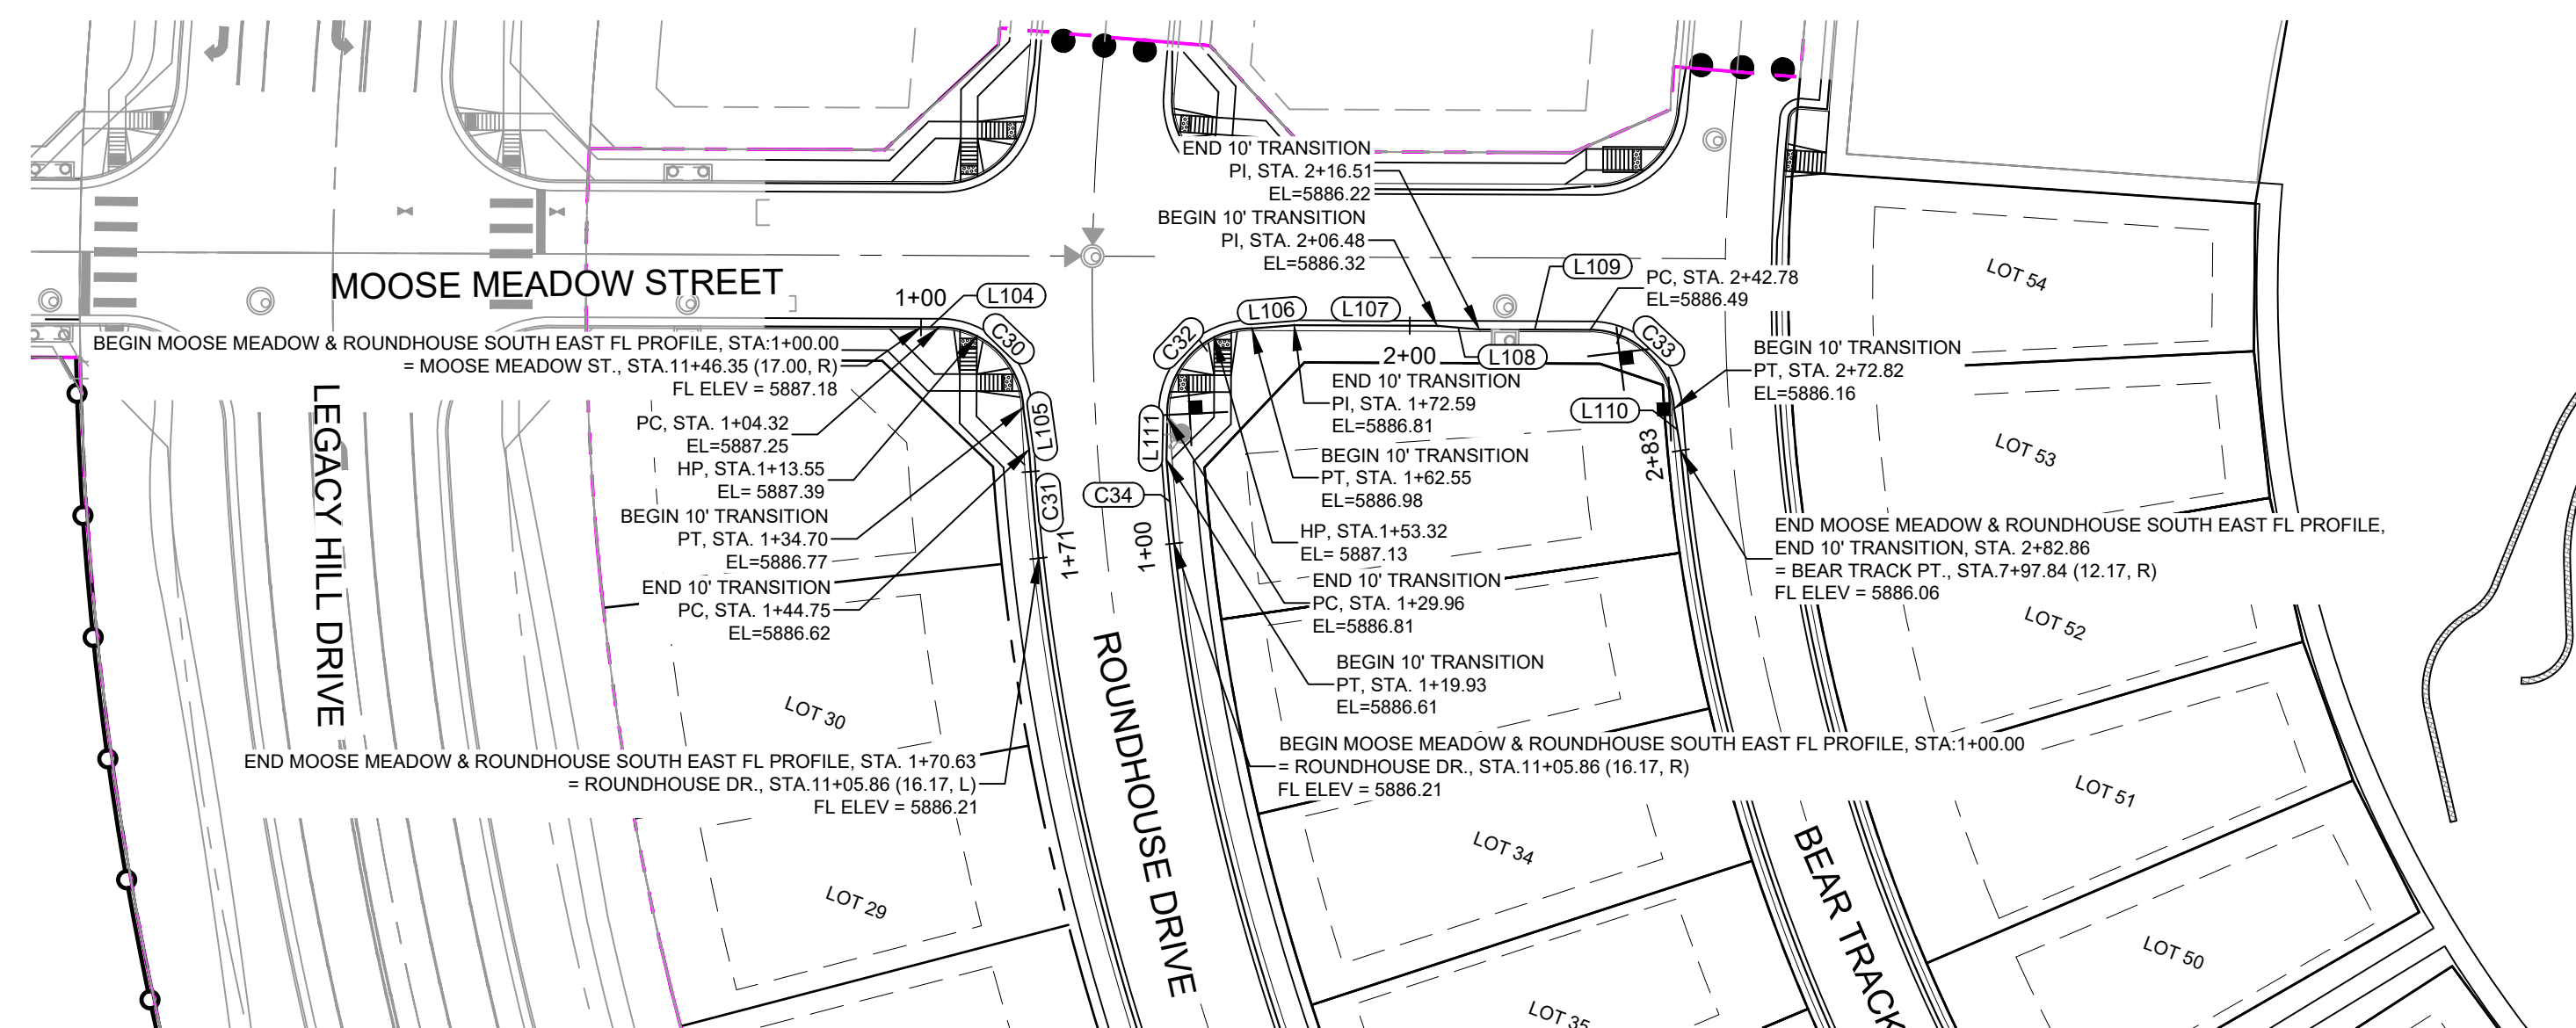 END 10' TRANSITION
PI, STA. 2+16.51
EL=5886.22
BEGIN 10' TRANSITION
PI, STA. 2+06.48
EL=5886.32
MOOSE MEADOW STREET
1+00
L104
L109
PC, STA. 2+42.78
EL=5886.49
L106
L107
C30
C32
C33
BEGIN MOOSE MEADOW & ROUNDHOUSE SOUTH EAST FL PROFILE, STA:1+00.00
= MOOSE MEADOW ST., STA.11+46.35 (17.00, R)
FL ELEV = 5887.18
2+00
L108
BEGIN 10' TRANSITION
PT, STA. 2+72.82
EL=5886.16
END 10' TRANSITION
PI, STA. 1+72.59
EL=5886.81
PC, STA. 1+04.32
EL=5887.25
HP, STA.1+13.55
EL= 5887.39
L105
L111
L110
2+83
BEGIN 10' TRANSITION
PT, STA. 1+62.55
EL=5886.98
BEGIN 10' TRANSITION
PT, STA. 1+34.70
EL=5886.77
C31
C34
1+71
1+00
HP, STA.1+53.32
EL= 5887.13
END MOOSE MEADOW & ROUNDHOUSE SOUTH EAST FL PROFILE,
END 10' TRANSITION, STA. 2+82.86
= BEAR TRACK PT., STA.7+97.84 (12.17, R)
FL ELEV = 5886.06
END 10' TRANSITION
PC, STA. 1+44.75
EL=5886.62
END 10' TRANSITION
PC, STA. 1+29.96
EL=5886.81
BEGIN 10' TRANSITION
PT, STA. 1+19.93
EL=5886.61
LEGACY HILL DRIVE
ROUNDHOUSE DRIVE
BEAR TRACK
END MOOSE MEADOW & ROUNDHOUSE SOUTH EAST FL PROFILE, STA. 1+70.63
= ROUNDHOUSE DR., STA.11+05.86 (16.17, L)
FL ELEV = 5886.21
BEGIN MOOSE MEADOW & ROUNDHOUSE SOUTH EAST FL PROFILE, STA:1+00.00
= ROUNDHOUSE DR., STA.11+05.86 (16.17, R)
FL ELEV = 5886.21
LOT 54
LOT 53
LOT 52
LOT 51
LOT 50
LOT 30
LOT 29
LOT 34
LOT 35